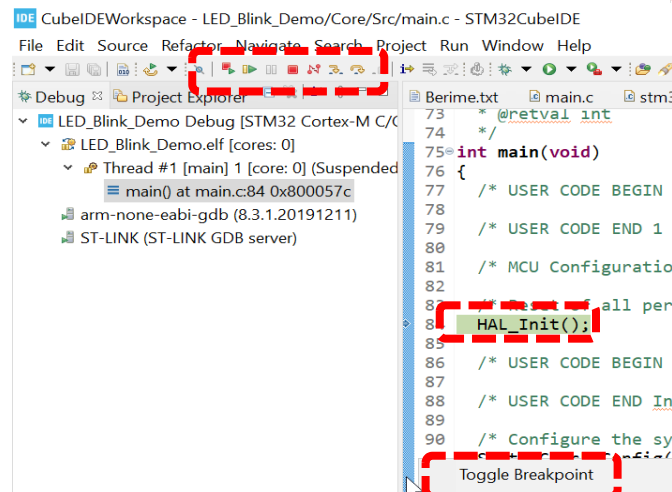 IDE CubeIDEWorkspace - LED_Blink_Demo/Core/Src/main.c - STM32CubeIDE
File Edit Source Refactor Navigate Search Project Run Window Help
Debug Project Explorer
LED_Blink_Demo Debug [STM32 Cortex-M C/C
LED_Blink_Demo.elf [cores: 0]
Thread #1 [main] 1 [core: 0] (Suspended
main() at main.c:84 0x800057c
arm-none-eabi-gdb (8.3.1.20191211)
ST-LINK (ST-LINK GDB server)
Berime.txt main.c stm3
73 * @retval int
74 */
75 int main(void)
76 {
77 /* USER CODE BEGIN
78
79 /* USER CODE END 1
80
81 /* MCU Configuratio
82
83 /* Reset of all per
84 HAL_Init();
85
86 /* USER CODE BEGIN
87
88 /* USER CODE END In
89
90 /* Configure the sy
Toggle Breakpoint